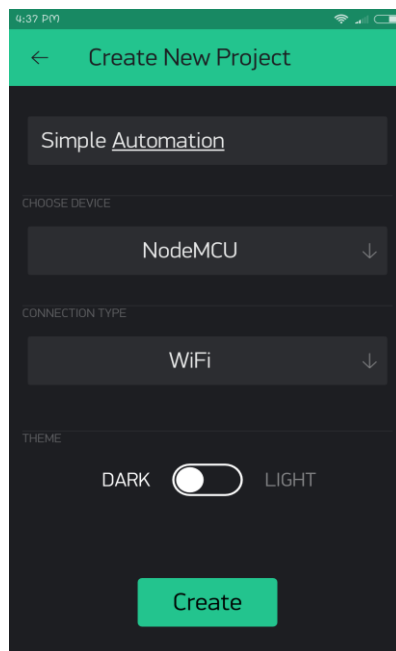 4:37 PM
Create New Project
Simple Automation
CHOOSE DEVICE
NodeMCU
CONNECTION TYPE
WiFi
THEME
DARK LIGHT
Create